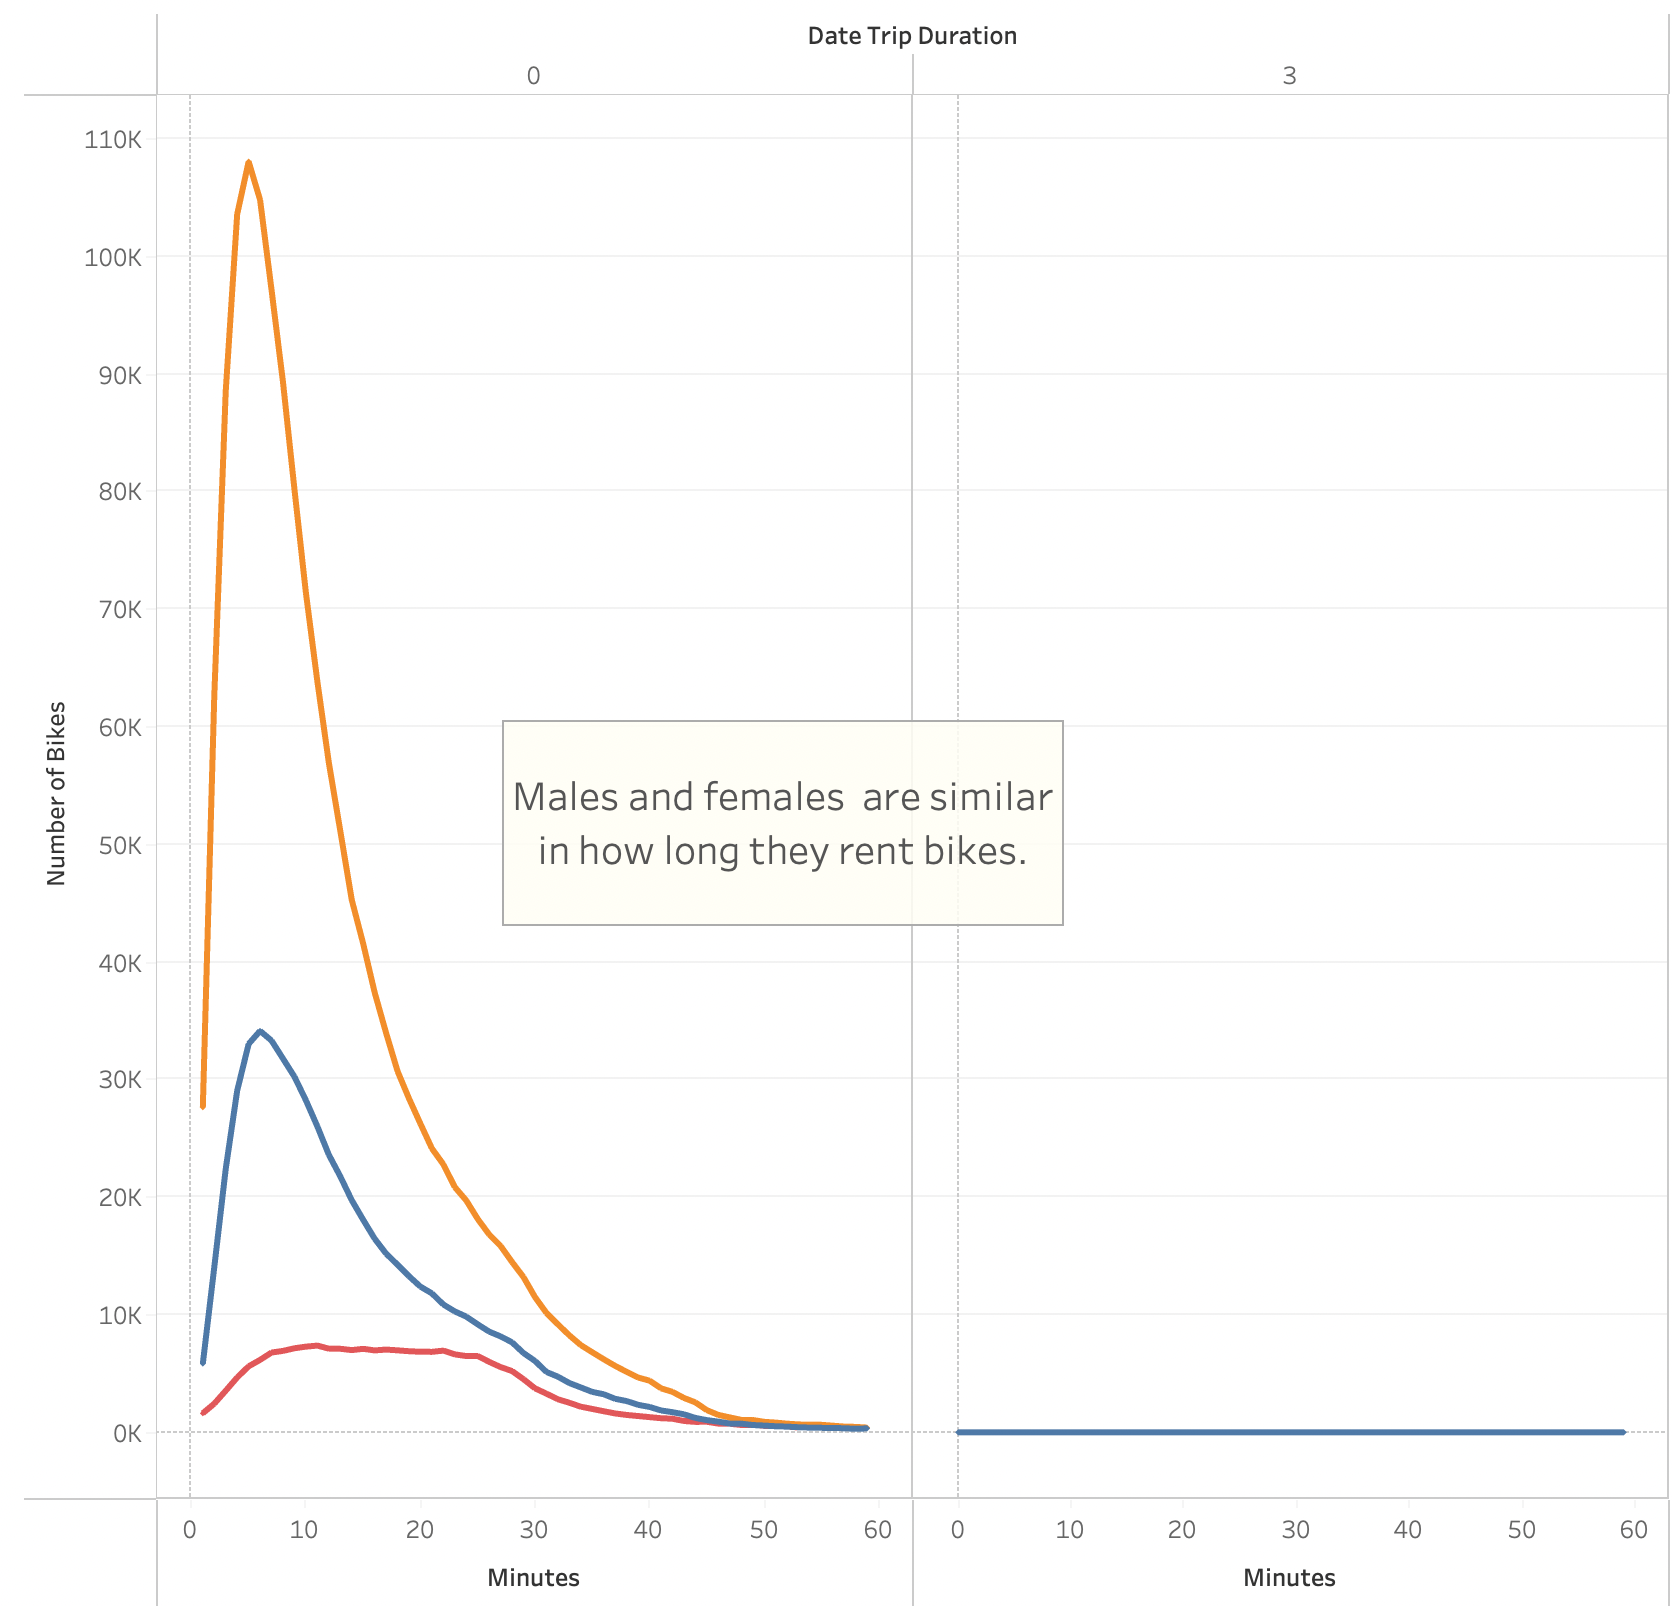 Date Trip Duration
0 3
110K
100K
90K
80K
70K
60K
50K
40K
30K
20K
10K
0K
Number of Bikes
Males and females  are similar
in how long they rent bikes.
0 10 20 30 40 50 60 0 10 20 30 40 50 60
Minutes Minutes